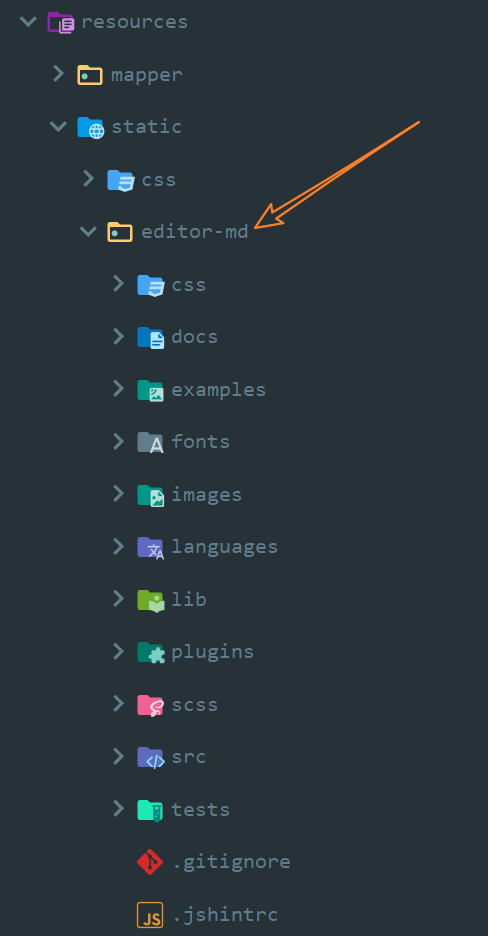 resources
mapper
static
css
editor-md
css
docs
examples
fonts
images
languages
lib
plugins
scss
src
tests
.gitignore
JS .jshintrc